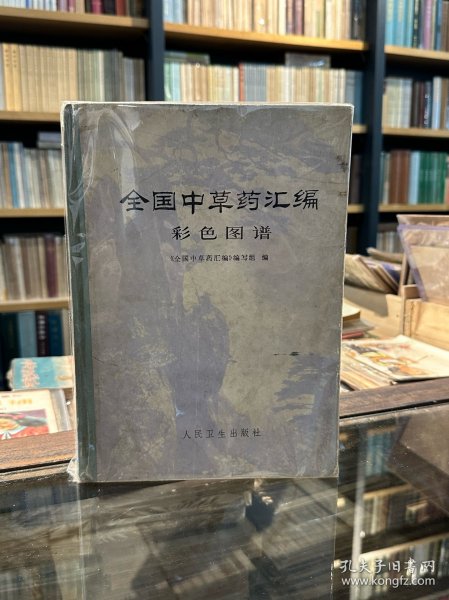 全国中草药汇编
彩色图谱
《全国中草药汇编》编写组 编
人民卫生出版社
孔夫子旧书网
www.kongfz.com